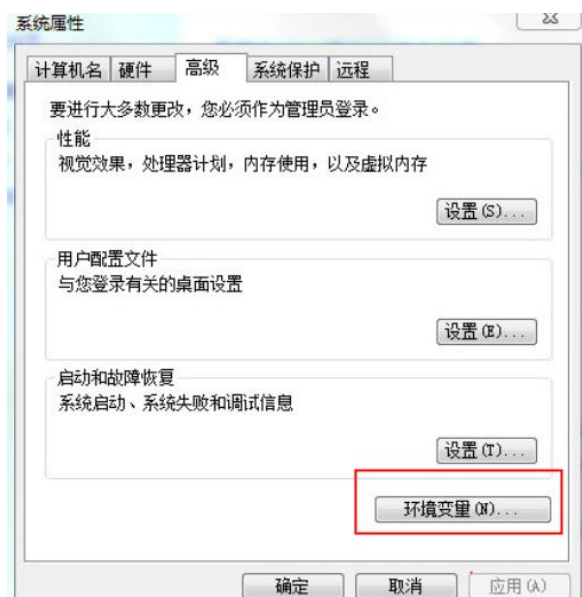 系统属性
计算机名 硬件 高级 系统保护 远程
要进行大多数更改，您必须作为管理员登录。
性能
视觉效果，处理器计划，内存使用，以及虚拟内存
设置(S)...
用户配置文件
与您登录有关的桌面设置
设置(E)...
启动和故障恢复
系统启动、系统失败和调试信息
设置(T)...
环境变量(N)...
确定 取消 应用(A)